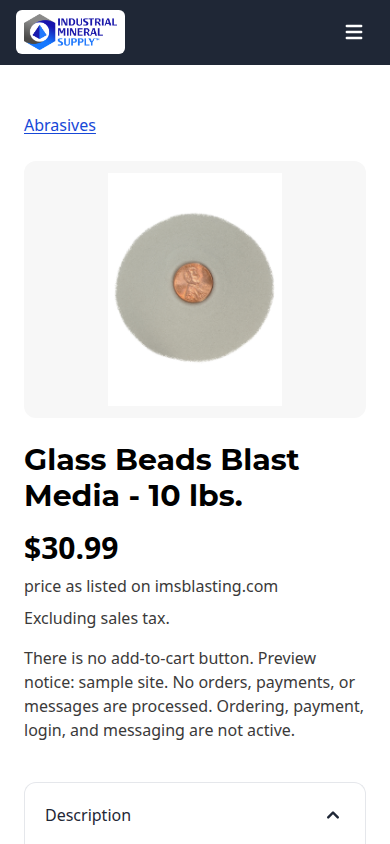 INDUSTRIAL
MINERAL
SUPPLY™
Abrasives
Glass Beads Blast
Media - 10 lbs.
$30.99
price as listed on imsblasting.com
Excluding sales tax.
There is no add-to-cart button. Preview
notice: sample site. No orders, payments, or
messages are processed. Ordering, payment,
login, and messaging are not active.
Description